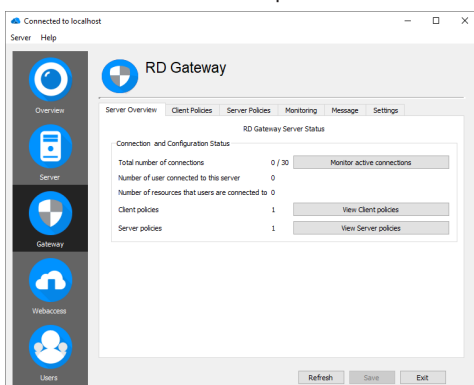 Connected to localhost
Server Help
RD Gateway
Overview
Server Overview Client Policies Server Policies Monitoring Message Settings
RD Gateway Server Status
Connection and Configuration Status
Total number of connections 0 / 30 Monitor active connections
Number of user connected to this server 0
Number of resources that users are connected to 0
Server
Client policies 1 View Client policies
Server policies 1 View Server policies
Gateway
Webaccess
Users
Refresh Save Exit